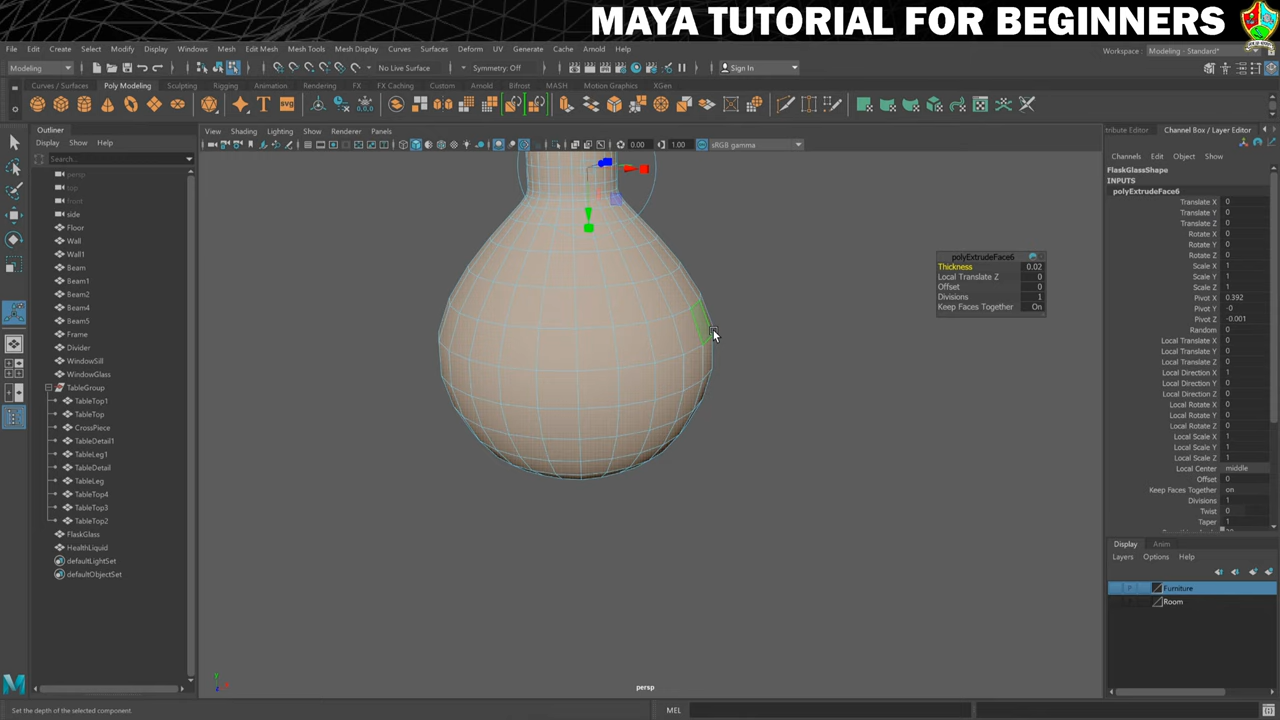 MAYA TUTORIAL FOR BEGINNERS
File Edit Create Select Modify Display Windows Mesh Edit Mesh Mesh Tools Mesh Display Curves Surfaces Deform UV Generate Cache Arnold Help
Workspace : Modeling - Standard*
Modeling
No Live Surface
Symmetry: Off
Sign In
Curves / Surfaces Poly Modeling Sculpting Rigging Animation Rendering FX FX Caching Custom Arnold Bifrost MASH Motion Graphics XGen
Outliner
Display Show Help
Search...
persp
top
front
side
Floor
Wall
Wall1
Beam
Beam1
Beam2
Beam4
Beam5
Frame
Divider
WindowSill
WindowGlass
TableGroup
TableTop1
TableTop
CrossPiece
TableDetail1
TableLeg1
TableDetail
TableLeg
TableTop4
TableTop3
TableTop2
FlaskGlass
HealthLiquid
defaultLightSet
defaultObjectSet
View Shading Lighting Show Renderer Panels
0.00 1.00 sRGB gamma
polyExtrudeFace6
Thickness 0.02
Local Translate Z 0
Offset 0
Divisions 1
Keep Faces Together On
persp
tribute Editor Channel Box / Layer Editor
Channels Edit Object Show
FlaskGlassShape
INPUTS
polyExtrudeFace6
Translate X 0
Translate Y 0
Translate Z 0
Rotate X 0
Rotate Y 0
Rotate Z 0
Scale X 1
Scale Y 1
Scale Z 1
Pivot X 0.392
Pivot Y -0
Pivot Z -0.001
Random 0
Local Translate X 0
Local Translate Y 0
Local Translate Z 0
Local Direction X 1
Local Direction Y 0
Local Direction Z 0
Local Rotate X 0
Local Rotate Y 0
Local Rotate Z 0
Local Scale X 1
Local Scale Y 1
Local Scale Z 1
Local Center middle
Offset 0
Keep Faces Together on
Divisions 1
Twist 0
Taper 1
Display Anim
Layers Options Help
P Furniture
P Room
Set the depth of the selected component.
MEL